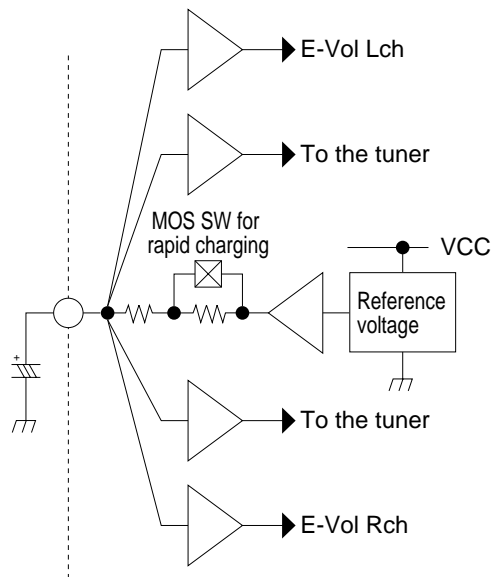 E-Vol Lch
To the tuner
MOS SW for
rapid charging
VCC
Reference
voltage
+
To the tuner
E-Vol Rch